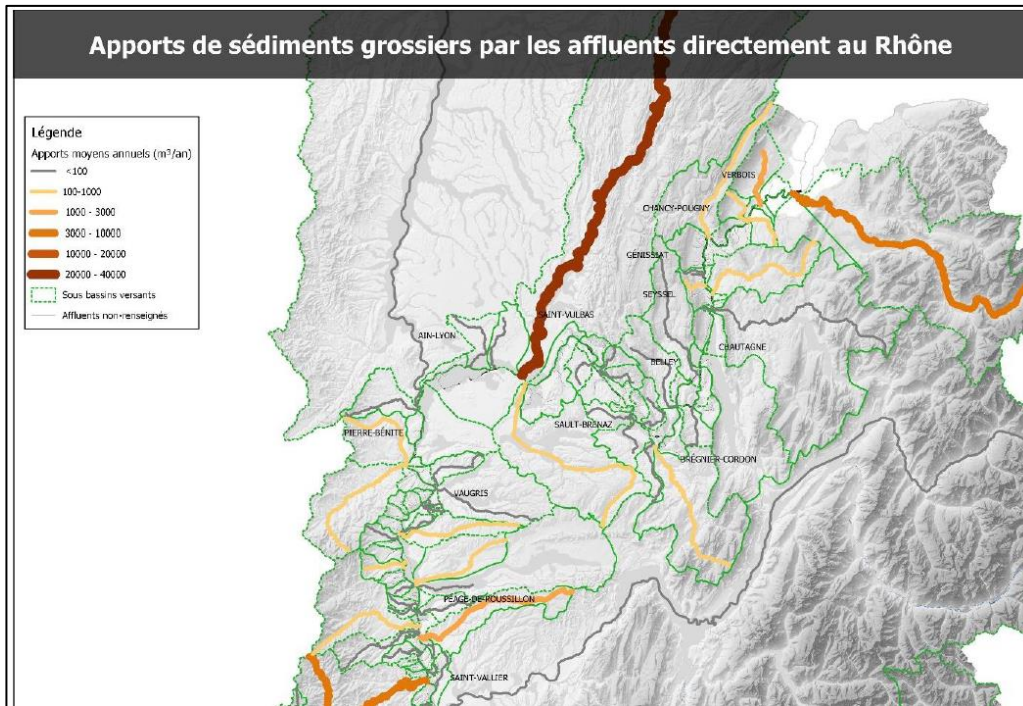 Apports de sédiments grossiers par les affluents directement au Rhône
Légende
Apports moyens annuels (m³/an)
<100
100-1000
1000 - 3000
3000 - 10000
10000 - 20000
20000 - 40000
Sous bassins versants
Affluents non-renseignés
VERBOIS
CHANCY-POUGNY
GÉNISSIAT
SEYSSEL
SAINT-VULBAS
AIN-LYON
CHAUTAGNE
BELLEY
SAULT-BRENAZ
PIERRE-BÉNITE
BRÉGNIER-CORDON
VAUGRIS
PEAGE-DE-ROUSSILLON
SAINT-VALLIER